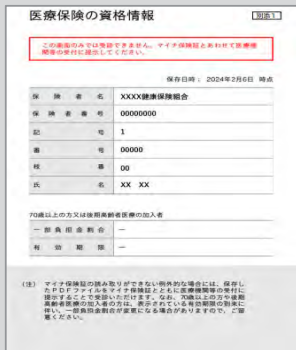 医療保険の資格情報
別添1
この画面のみでは受診できません。マイナ保険証とあわせて医療機
関等の受付に提示してください。
保存日時： 2024年2月6日 時点
保険者名 XXXX健康保険組合
保険者番号 00000000
記号 1
番号 00000
枝番 00
氏名 XX XX
70歳以上の方又は後期高齢者医療の加入者
一部負担金割合 －
有効期限 －
(注) マイナ保険証の読み取りができない例外的な場合には、保存し
たPDFファイルをマイナ保険証とともに医療機関等の受付に
提示することで受診いただけます。なお、70歳以上の方や後期
高齢者医療の加入者の方は、表示されている有効期限の到来に
伴い、一部負担金割合が変更になる場合がありますので、ご留
意ください。